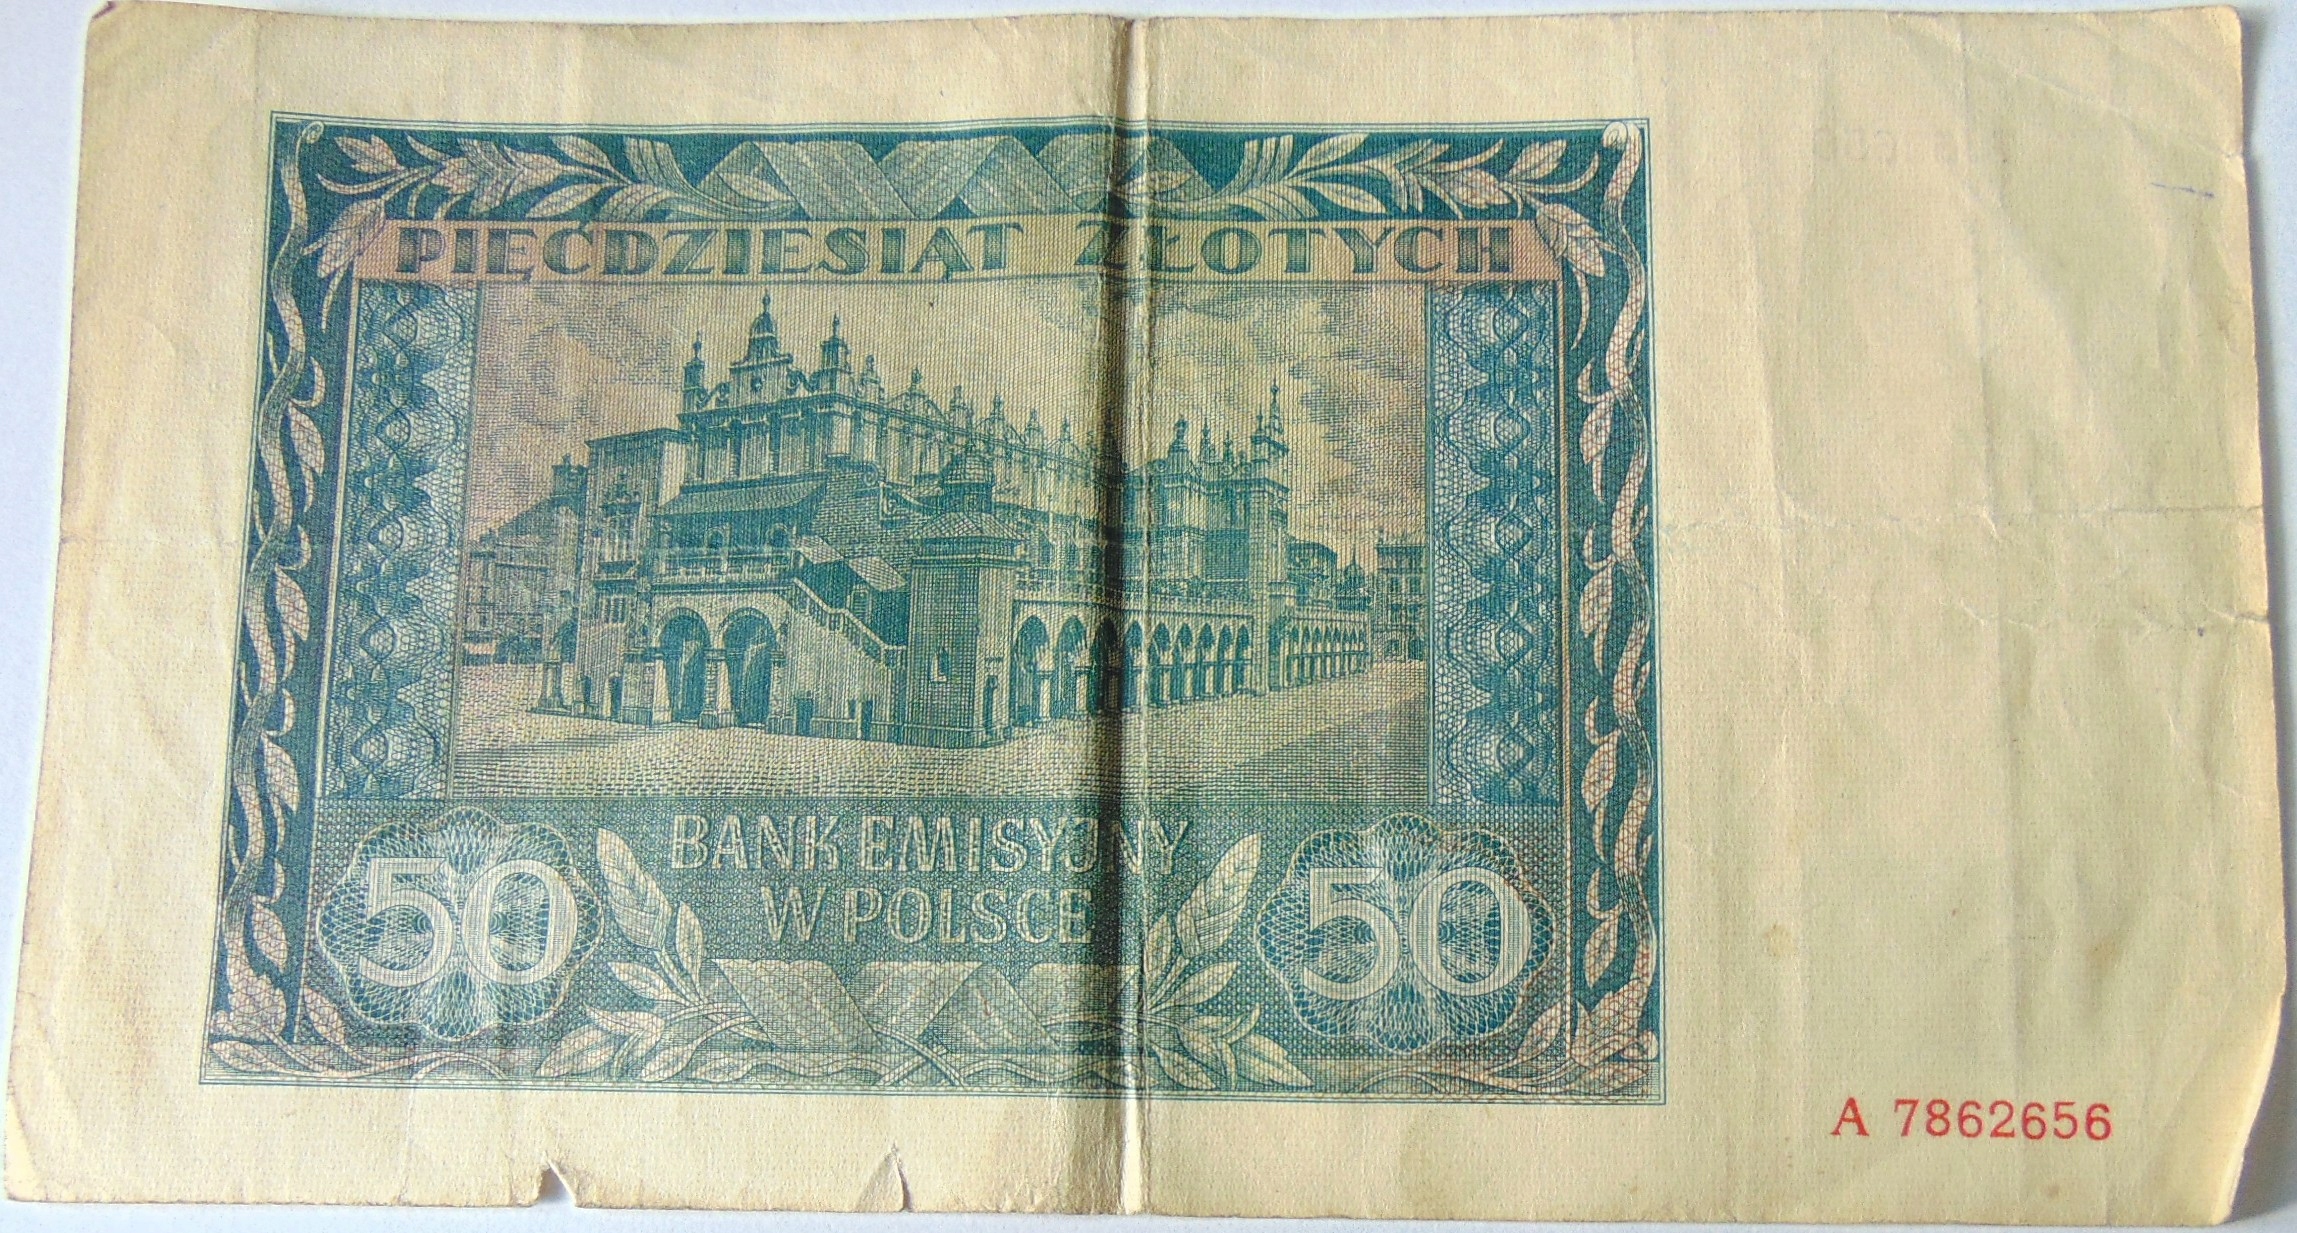 PIĘĆDZIESIĄT ZŁOTYCH
BANK EMISYJNY
W POLSCE
50
50
A 7862656